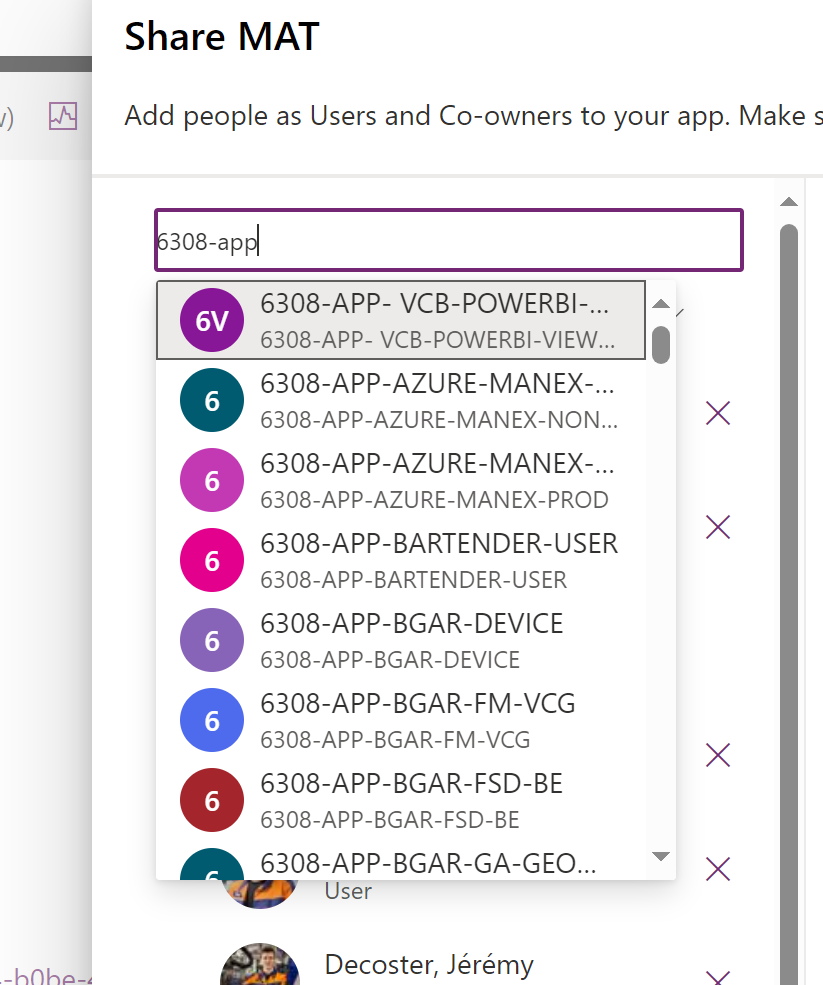 Share MAT
Add people as Users and Co-owners to your app. Make s
6308-app
6V
6308-APP- VCB-POWERBI-...
6308-APP- VCB-POWERBI-VIEW...
6
6308-APP-AZURE-MANEX-...
6308-APP-AZURE-MANEX-NON...
6
6308-APP-AZURE-MANEX-...
6308-APP-AZURE-MANEX-PROD
6
6308-APP-BARTENDER-USER
6308-APP-BARTENDER-USER
6
6308-APP-BGAR-DEVICE
6308-APP-BGAR-DEVICE
6
6308-APP-BGAR-FM-VCG
6308-APP-BGAR-FM-VCG
6
6308-APP-BGAR-FSD-BE
6308-APP-BGAR-FSD-BE
6
6308-APP-BGAR-GA-GEO...
User
Decoster, Jérémy
-b0be-